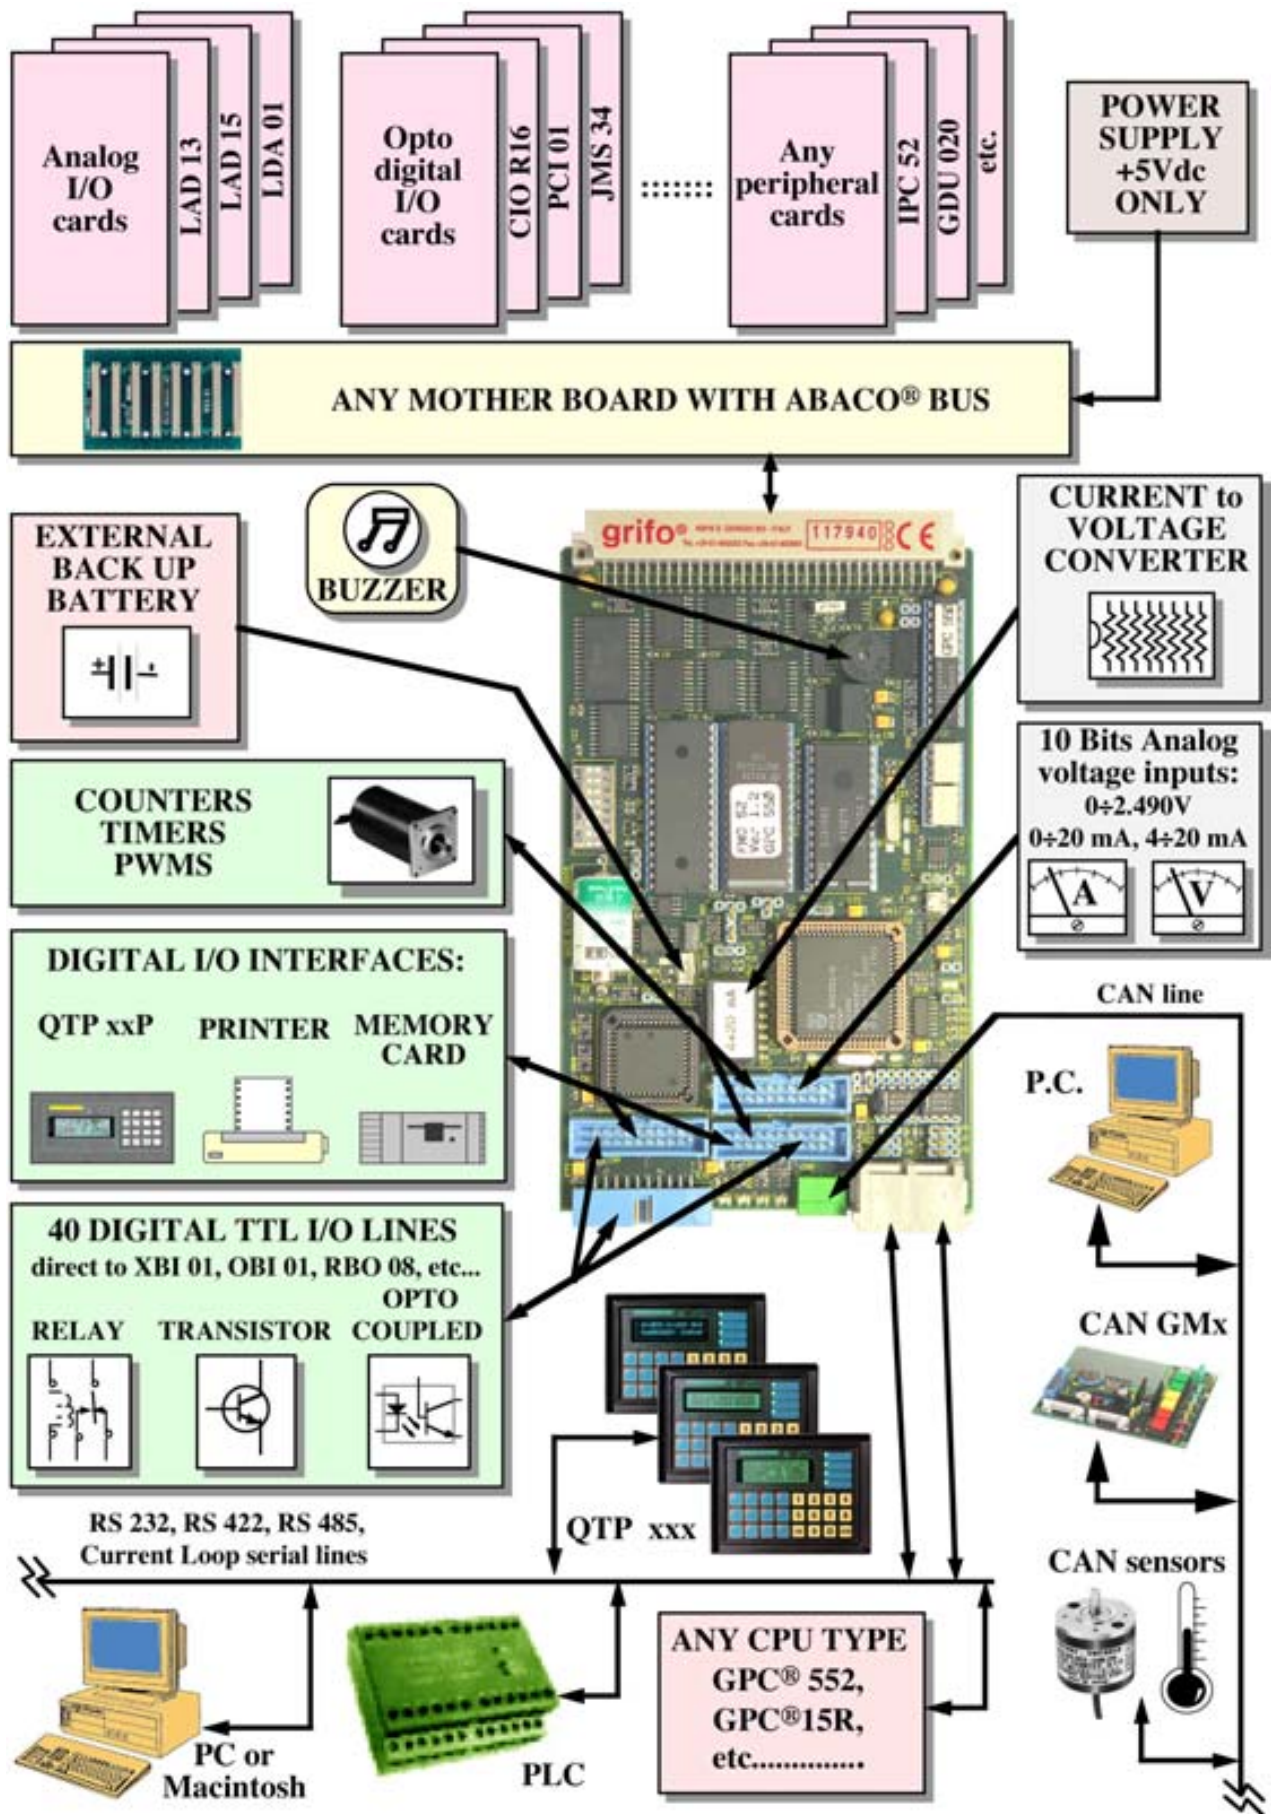 Analog
I/O
cards
LAD 13
LAD 15
LDA 01
Opto
digital
I/O
cards
CIO R16
PCI 01
JMS 34
Any
peripheral
cards
IPC 52
GDU 020
etc.
POWER
SUPPLY
+5Vdc
ONLY
ANY MOTHER BOARD WITH ABACO® BUS
EXTERNAL
BACK UP
BATTERY
+ -
BUZZER
grifo®
117940
CE
CURRENT to
VOLTAGE
CONVERTER
10 Bits Analog
voltage inputs:
0÷2.490V
0÷20 mA, 4÷20 mA
A
V
COUNTERS
TIMERS
PWMS
Ver 1.2
GPC 550
DIGITAL I/O INTERFACES:
QTP xxP
PRINTER
MEMORY
CARD
CAN line
P.C.
40 DIGITAL TTL I/O LINES
direct to XBI 01, OBI 01, RBO 08, etc...
RELAY
TRANSISTOR
OPTO
COUPLED
CAN GMx
QTP xxx
RS 232, RS 422, RS 485,
Current Loop serial lines
CAN sensors
PC or
Macintosh
PLC
ANY CPU TYPE
GPC® 552,
GPC®15R,
etc..............